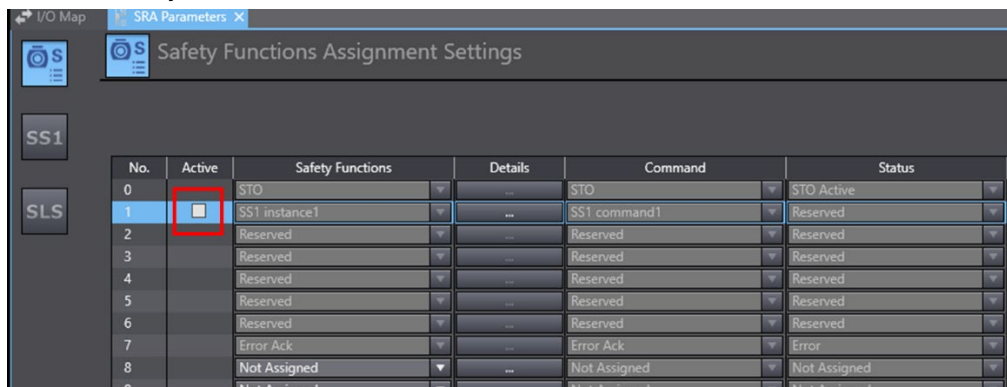 I/O Map SRA Parameters
S S Safety Functions Assignment Settings
SS1
No. Active Safety Functions Details Command Status
0 STO ... STO STO Active
SLS 1 SS1 instance1 ... SS1 command1 Reserved
2 Reserved ... Reserved Reserved
3 Reserved ... Reserved Reserved
4 Reserved ... Reserved Reserved
5 Reserved ... Reserved Reserved
6 Reserved ... Reserved Reserved
7 Error Ack ... Error Ack Error
8 Not Assigned ... Not Assigned Not Assigned